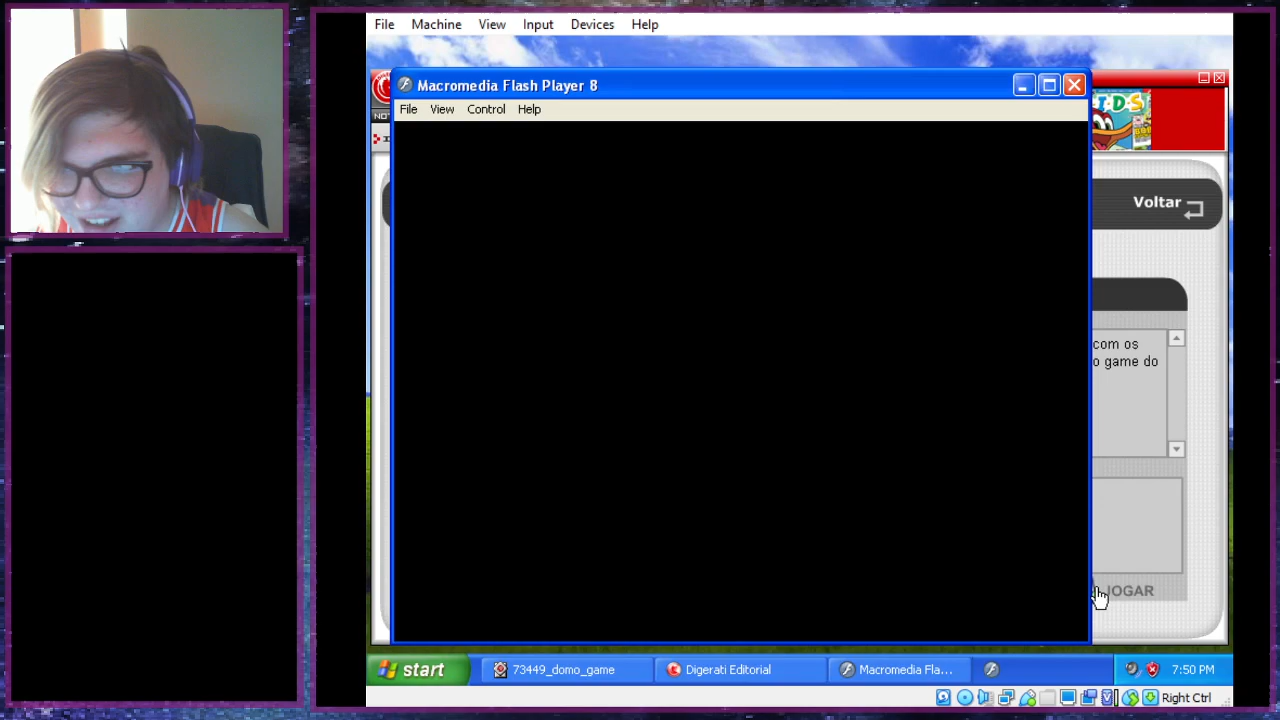 File Machine View Input Devices Help
Macromedia Flash Player 8
File View Control Help
KIDS
Voltar
com os
o game do
JOGAR
start 73449_domo_game Digerati Editorial Macromedia Fla... 7:50 PM
Right Ctrl